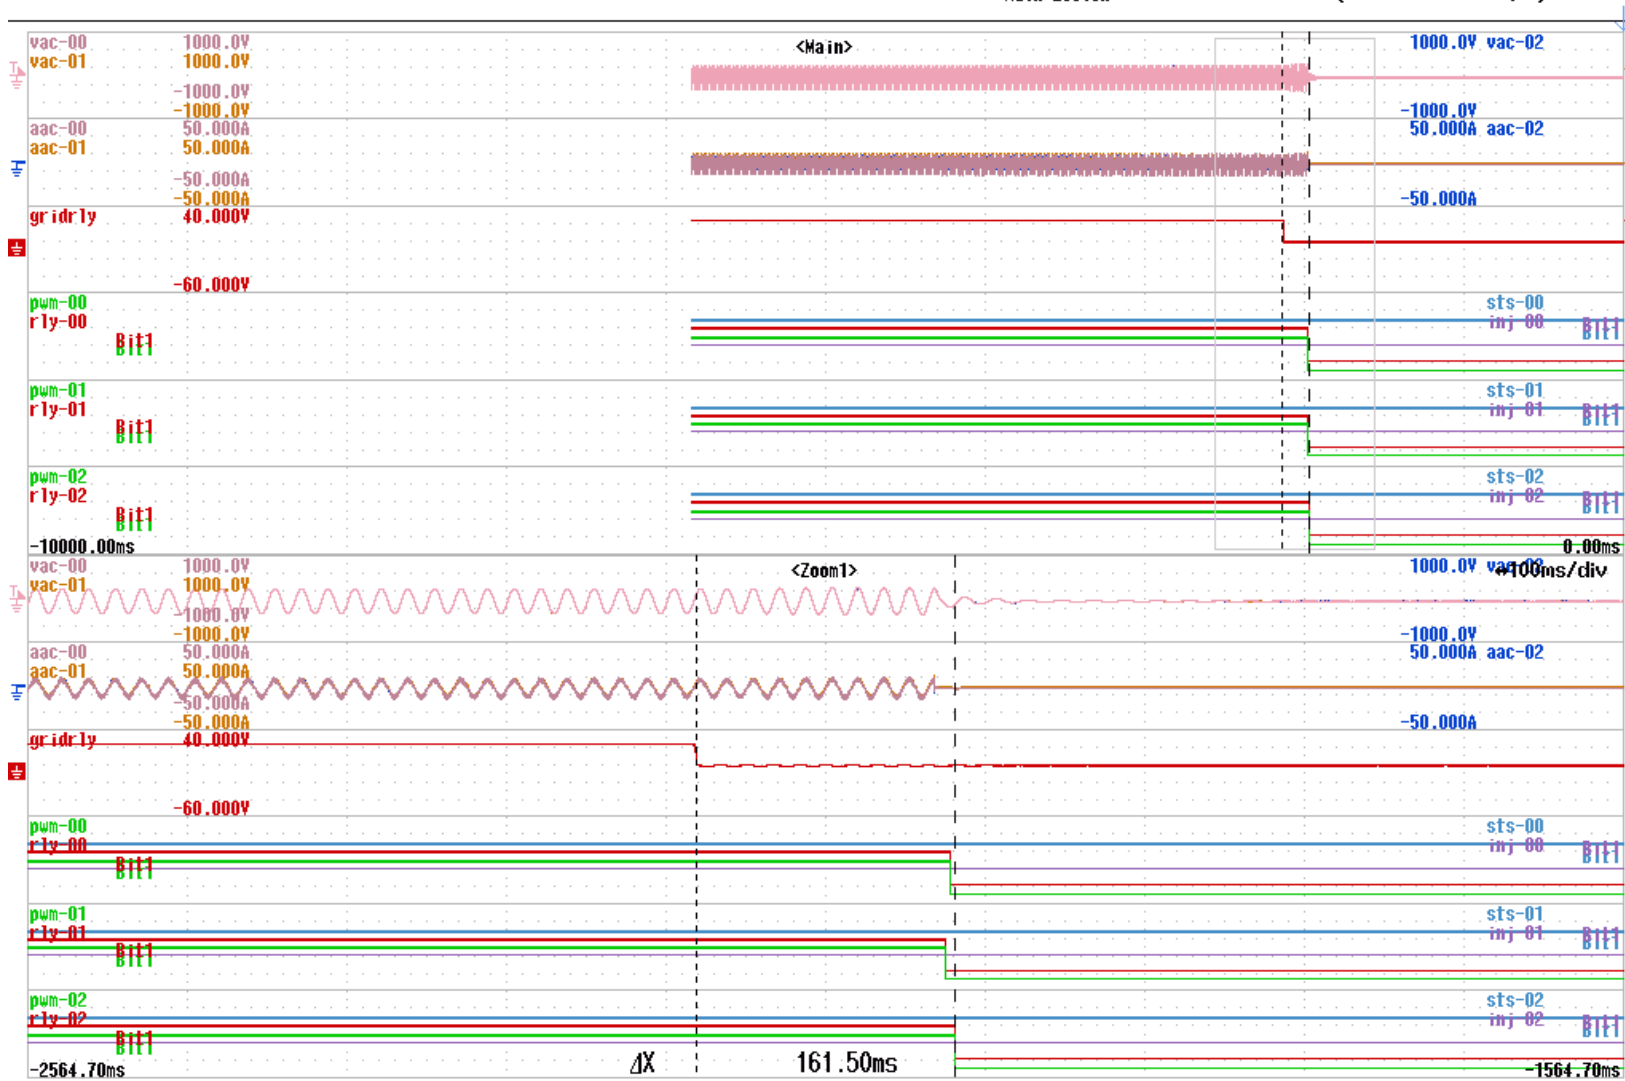 vac-00 1000.0V <Main> 1000.0V vac-02
vac-01 1000.0V
-1000.0V
-1000.0V -1000.0V
aac-00 50.000A 50.000A aac-02
aac-01 50.000A
-50.000A
-50.000A -50.000A
gridrly 40.000V
-60.000V
pwm-00 sts-00
rly-00 inj-00
Bit1
pwm-01 sts-01
rly-01 inj-01
Bit1
pwm-02 sts-02
rly-02 inj-02
Bit1
-10000.00ms 0.00ms
vac-00 1000.0V <Zoom1> 1000.0V 100ms/div
vac-01 1000.0V
-1000.0V
-1000.0V -1000.0V
aac-00 50.000A 50.000A aac-02
aac-01 50.000A
-50.000A
-50.000A -50.000A
gridrly 40.000V
-60.000V
pwm-00 sts-00
rly-00 inj-00
Bit1
pwm-01 sts-01
rly-01 inj-01
Bit1
pwm-02 sts-02
rly-02 inj-02
Bit1
-2564.70ms ΔX 161.50ms -1564.70ms